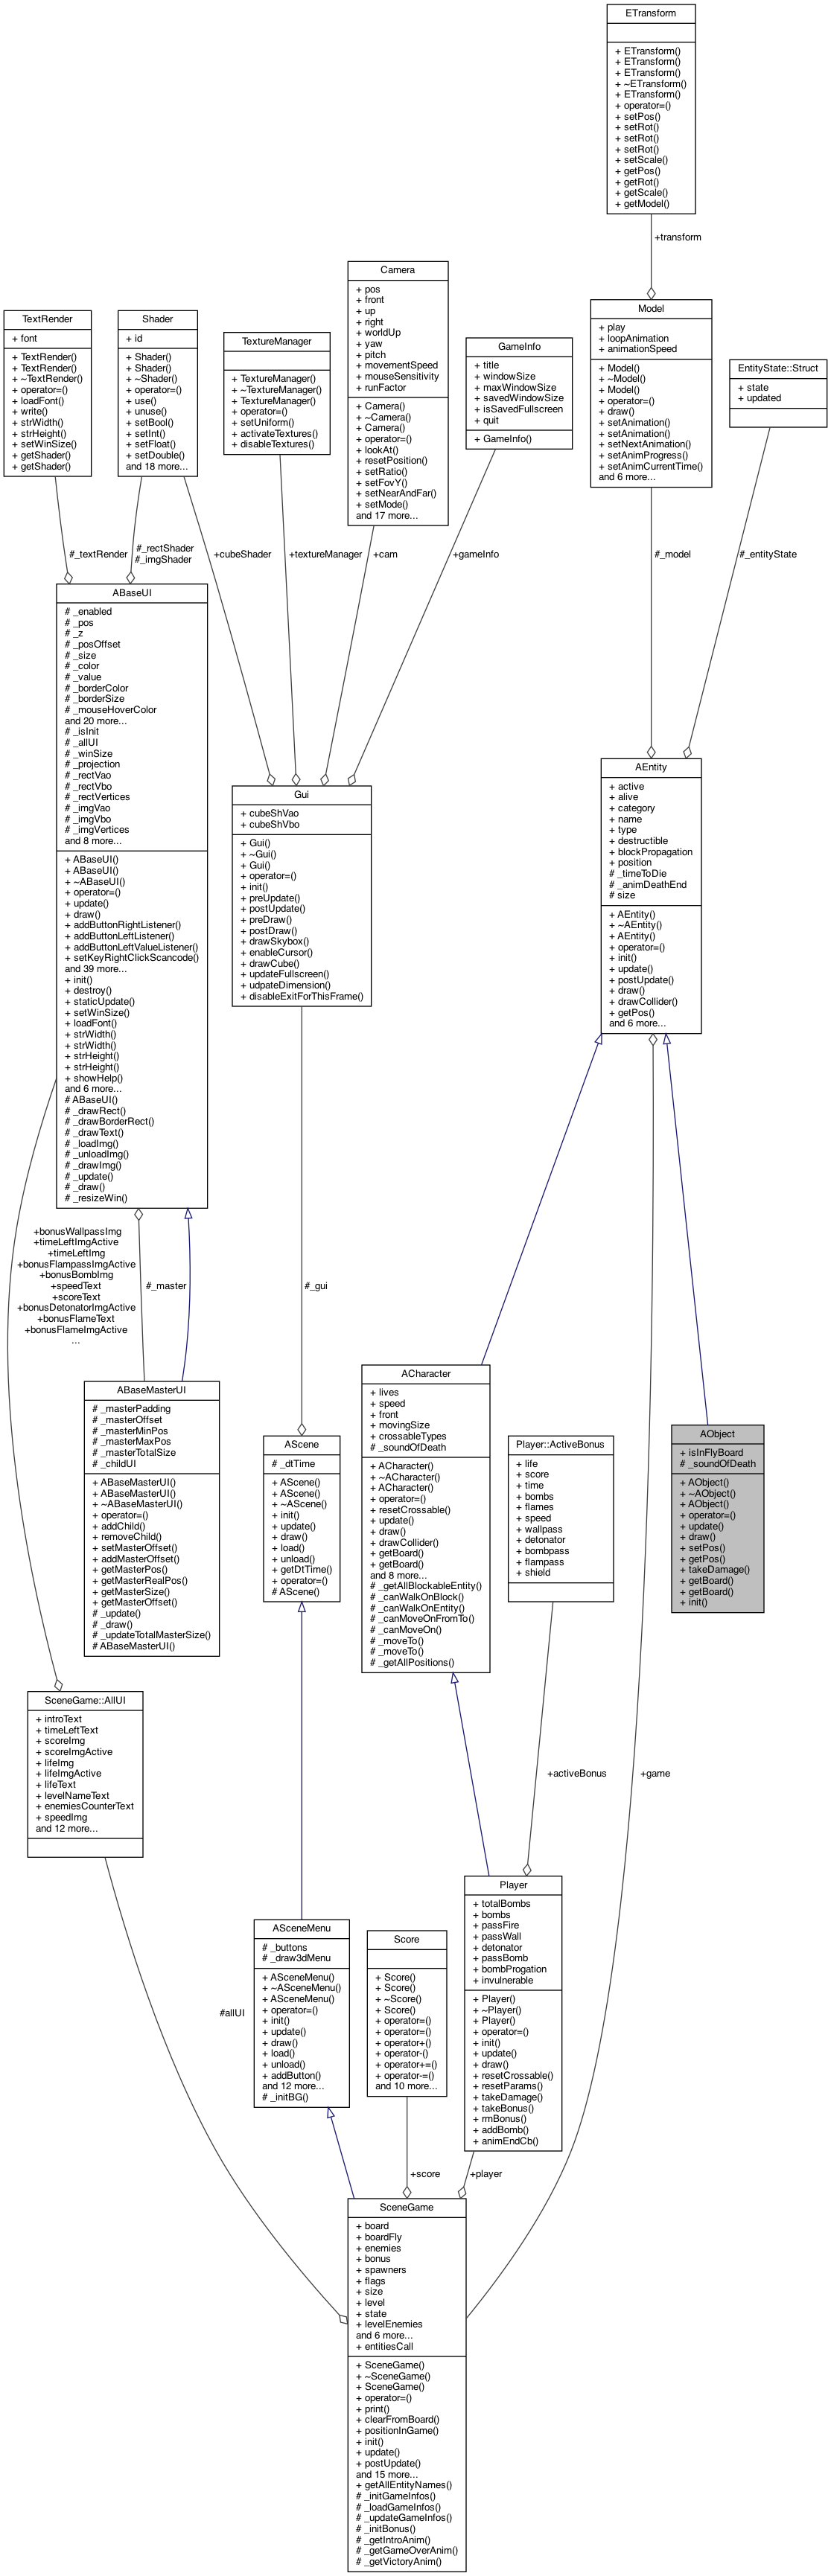 ETransform
+ ETransform()
+ ETransform()
+ ETransform()
+ ~ETransform()
+ ETransform()
+ operator=()
+ setPos()
+ setRot()
+ setRot()
+ setRot()
+ setScale()
+ getPos()
+ getRot()
+ getScale()
+ getModel()
+transform
Model
+ play
+ loopAnimation
+ animationSpeed
+ Model()
+ ~Model()
+ Model()
+ operator=()
+ draw()
+ setAnimation()
+ setAnimation()
+ setNextAnimation()
+ setAnimProgress()
+ setAnimCurrentTime()
and 6 more...
EntityState::Struct
+ state
+ updated
TextRender
+ font
+ TextRender()
+ TextRender()
+ ~TextRender()
+ operator=()
+ loadFont()
+ write()
+ strWidth()
+ strHeight()
+ setWinSize()
+ getShader()
+ getShader()
Shader
+ id
+ Shader()
+ Shader()
+ ~Shader()
+ operator=()
+ use()
+ unuse()
+ setBool()
+ setInt()
+ setFloat()
+ setDouble()
and 18 more...
TextureManager
+ TextureManager()
+ ~TextureManager()
+ TextureManager()
+ operator=()
+ setUniform()
+ activateTextures()
+ disableTextures()
Camera
+ pos
+ front
+ up
+ right
+ worldUp
+ yaw
+ pitch
+ movementSpeed
+ mouseSensitivity
+ runFactor
+ Camera()
+ ~Camera()
+ Camera()
+ operator=()
+ lookAt()
+ resetPosition()
+ setRatio()
+ setFovY()
+ setNearAndFar()
+ setMode()
and 17 more...
GameInfo
+ title
+ windowSize
+ maxWindowSize
+ savedWindowSize
+ isSavedFullscreen
+ quit
+ GameInfo()
#_textRender
#_rectShader
#_imgShader
+cubeShader
+textureManager
+cam
+gameInfo
#_model
#_entityState
ABaseUI
# _enabled
# _pos
# _z
# _posOffset
# _size
# _color
# _value
# _borderColor
# _borderSize
# _mouseHoverColor
and 20 more...
# _isInit
# _allUI
# _winSize
# _projection
# _rectVao
# _rectVbo
# _rectVertices
# _imgVao
# _imgVbo
# _imgVertices
and 8 more...
+ ABaseUI()
+ ABaseUI()
+ ~ABaseUI()
+ operator=()
+ update()
+ draw()
+ addButtonRightListener()
+ addButtonLeftListener()
+ addButtonLeftValueListener()
+ setKeyRightClickScancode()
and 39 more...
+ init()
+ destroy()
+ staticUpdate()
+ setWinSize()
+ loadFont()
+ strWidth()
+ strWidth()
+ strHeight()
+ strHeight()
+ showHelp()
and 6 more...
# ABaseUI()
# _drawRect()
# _drawBorderRect()
# _drawText()
# _loadImg()
# _unloadImg()
# _drawImg()
# _update()
# _draw()
# _resizeWin()
Gui
+ cubeShVao
+ cubeShVbo
+ Gui()
+ ~Gui()
+ Gui()
+ operator=()
+ init()
+ preUpdate()
+ postUpdate()
+ preDraw()
+ postDraw()
+ drawSkybox()
+ enableCursor()
+ drawCube()
+ updateFullscreen()
+ udpateDimension()
+ disableExitForThisFrame()
AEntity
+ active
+ alive
+ category
+ name
+ type
+ destructible
+ blockPropagation
+ position
# _timeToDie
# _animDeathEnd
# size
+ AEntity()
+ ~AEntity()
+ AEntity()
+ operator=()
+ init()
+ update()
+ postUpdate()
+ draw()
+ drawCollider()
+ getPos()
and 6 more...
+bonusWallpassImg
+timeLeftImgActive
+timeLeftImg
+bonusFlampassImgActive
+bonusBombImg
+speedText
+scoreText
+bonusDetonatorImgActive
+bonusFlameText
+bonusFlameImgActive
...
#_master
#_gui
ABaseMasterUI
# _masterPadding
# _masterOffset
# _masterMinPos
# _masterMaxPos
# _masterTotalSize
# _childUI
+ ABaseMasterUI()
+ ABaseMasterUI()
+ ~ABaseMasterUI()
+ operator=()
+ addChild()
+ removeChild()
+ setMasterOffset()
+ addMasterOffset()
+ getMasterPos()
+ getMasterRealPos()
+ getMasterSize()
+ getMasterOffset()
# _update()
# _draw()
# _updateTotalMasterSize()
# ABaseMasterUI()
AScene
# _dtTime
+ AScene()
+ AScene()
+ ~AScene()
+ init()
+ update()
+ draw()
+ load()
+ unload()
+ getDtTime()
+ operator=()
# AScene()
ACharacter
+ lives
+ speed
+ front
+ movingSize
+ crossableTypes
# _soundOfDeath
+ ACharacter()
+ ~ACharacter()
+ ACharacter()
+ operator=()
+ resetCrossable()
+ update()
+ draw()
+ drawCollider()
+ getBoard()
+ getBoard()
and 8 more...
# _getAllBlockableEntity()
# _canWalkOnBlock()
# _canWalkOnEntity()
# _canMoveOnFromTo()
# _canMoveOn()
# _moveTo()
# _moveTo()
# _getAllPositions()
Player::ActiveBonus
+ life
+ score
+ time
+ bombs
+ flames
+ speed
+ wallpass
+ detonator
+ bombpass
+ flampass
+ shield
AObject
+ isInFlyBoard
# _soundOfDeath
+ AObject()
+ ~AObject()
+ AObject()
+ operator=()
+ update()
+ draw()
+ setPos()
+ getPos()
+ takeDamage()
+ getBoard()
+ getBoard()
+ init()
SceneGame::AllUI
+ introText
+ timeLeftText
+ scoreImg
+ scoreImgActive
+ lifeImg
+ lifeImgActive
+ lifeText
+ levelNameText
+ enemiesCounterText
+ speedImg
and 12 more...
+activeBonus
+game
ASceneMenu
# _buttons
# _draw3dMenu
+ ASceneMenu()
+ ~ASceneMenu()
+ ASceneMenu()
+ operator=()
+ init()
+ update()
+ draw()
+ load()
+ unload()
+ addButton()
and 12 more...
# _initBG()
Score
+ Score()
+ Score()
+ ~Score()
+ Score()
+ operator=()
+ operator=()
+ operator+()
+ operator-()
+ operator+=()
+ operator-=()
and 10 more...
Player
+ totalBombs
+ bombs
+ passFire
+ passWall
+ detonator
+ passBomb
+ bombProgation
+ invulnerable
+ Player()
+ ~Player()
+ Player()
+ operator=()
+ init()
+ update()
+ draw()
+ resetCrossable()
+ resetParams()
+ takeDamage()
+ takeBonus()
+ rmBonus()
+ addBomb()
+ animEndCb()
#allUI
+score
+player
SceneGame
+ board
+ boardFly
+ enemies
+ bonus
+ spawners
+ flags
+ size
+ level
+ state
+ levelEnemies
and 6 more...
+ entitiesCall
+ SceneGame()
+ ~SceneGame()
+ SceneGame()
+ operator=()
+ print()
+ clearFromBoard()
+ positionInGame()
+ init()
+ update()
+ postUpdate()
and 15 more...
+ getAllEntityNames()
# _initGameInfos()
# _loadGameInfos()
# _updateGameInfos()
# _initBonus()
# _getIntroAnim()
# _getGameOverAnim()
# _getVictoryAnim()